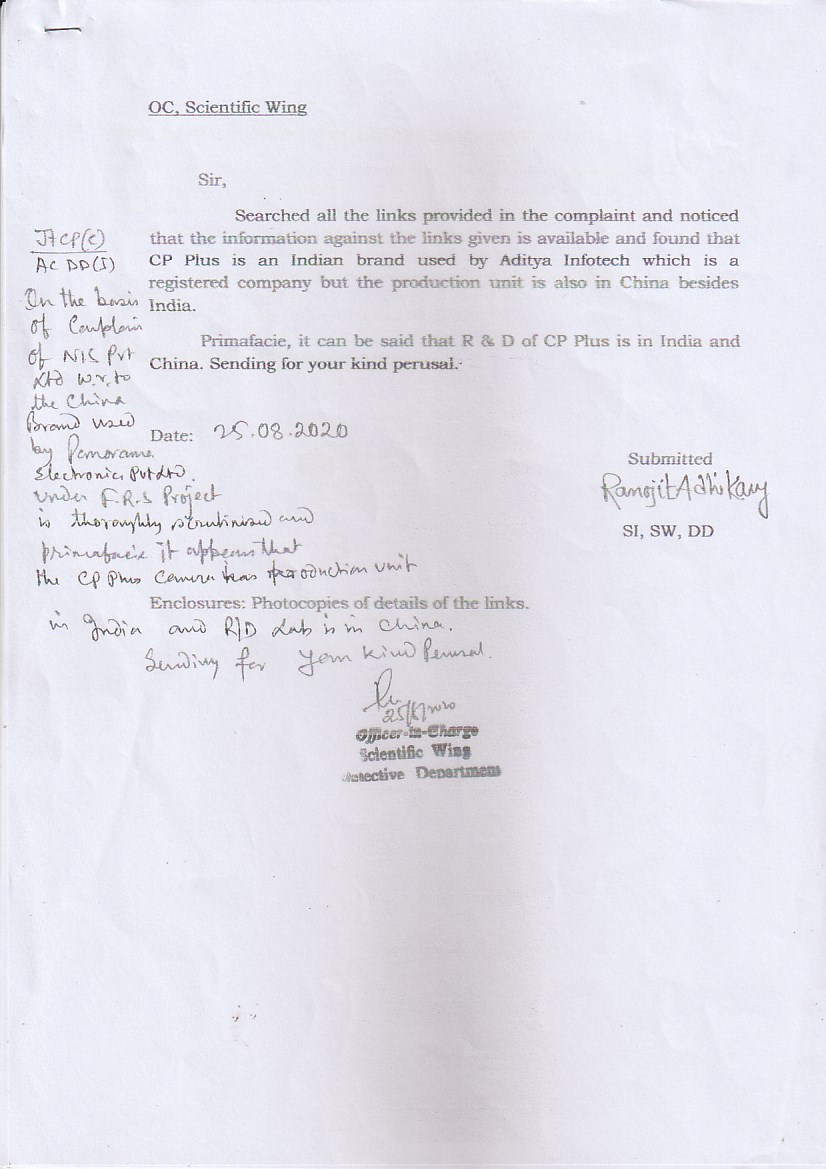 OC, Scientific Wing
Sir,
Searched all the links provided in the complaint and noticed
that the information against the links given is available and found that
CP Plus is an Indian brand used by Aditya Infotech which is a
registered company but the production unit is also in China besides
India.
Primafacie, it can be said that R & D of CP Plus is in India and
China. Sending for your kind perusal.
Date: 25.08.2020
Submitted
Ranojit Adhikary
SI, SW, DD
Enclosures: Photocopies of details of the links.
Jt CP(C)
AC DD(I)
On the basis
of Complain
of NIS Pvt
Ltd w.r.to
the China
Brand used
by Panorama
Electronics Pvt Ltd.
under F.R.S Project
is thoroughly scrutinised and
primafacie it appears that
the CP Plus Camera has production unit
in India and R/D Lab is in China.
Sending for Your Kind Perusal.
Officer-in-Charge
Scientific Wing
Detective Department